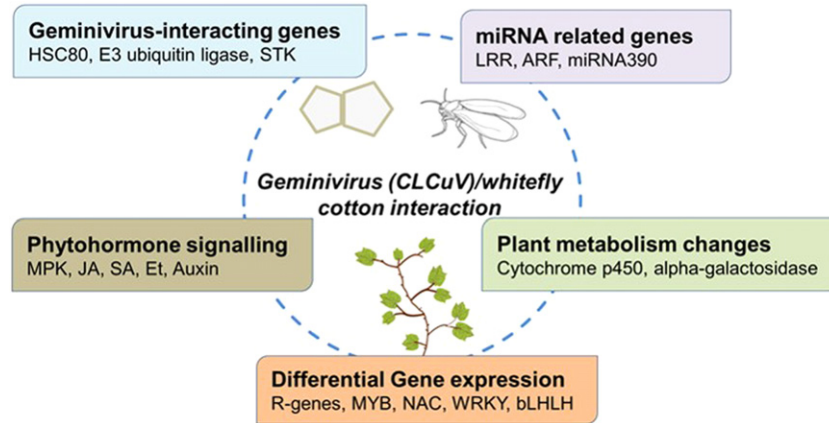 Geminivirus-interacting genes
HSC80, E3 ubiquitin ligase, STK
miRNA related genes
LRR, ARF, miRNA390
Geminivirus (CLCuV)/whitefly
cotton interaction
Phytohormone signalling
MPK, JA, SA, Et, Auxin
Plant metabolism changes
Cytochrome p450, alpha-galactosidase
Differential Gene expression
R-genes, MYB, NAC, WRKY, bLHLH